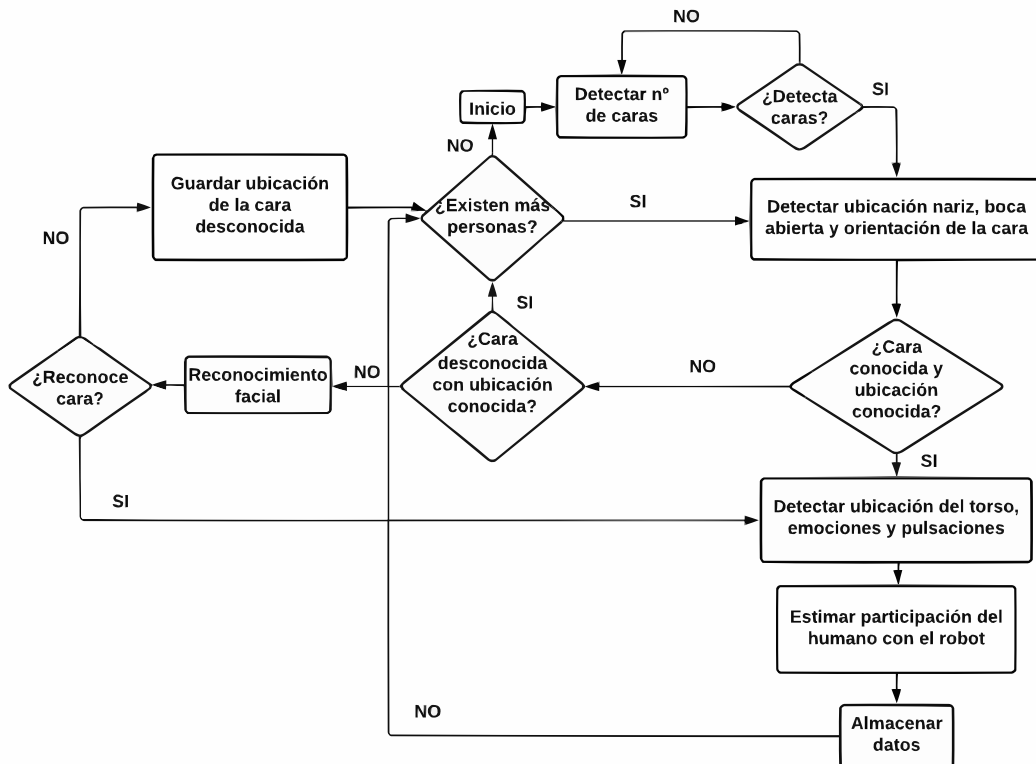 NO
Inicio
Detectar nº
de caras
¿Detecta
caras?
SI
NO
Guardar ubicación
de la cara
desconocida
¿Existen más
personas?
SI
Detectar ubicación nariz, boca
abierta y orientación de la cara
NO
SI
¿Reconoce
cara?
Reconocimiento
facial
NO
¿Cara
desconocida
con ubicación
conocida?
NO
¿Cara
conocida y
ubicación
conocida?
SI
SI
Detectar ubicación del torso,
emociones y pulsaciones
Estimar participación del
humano con el robot
NO
Almacenar
datos